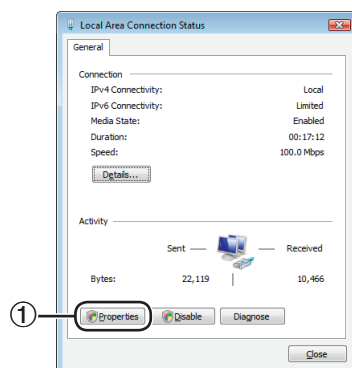 Local Area Connection Status
General
Connection
IPv4 Connectivity: Local
IPv6 Connectivity: Limited
Media State: Enabled
Duration: 00:17:12
Speed: 100.0 Mbps
Details...
Activity
Sent Received
Bytes: 22,119 10,466
① Properties Disable Diagnose
Close